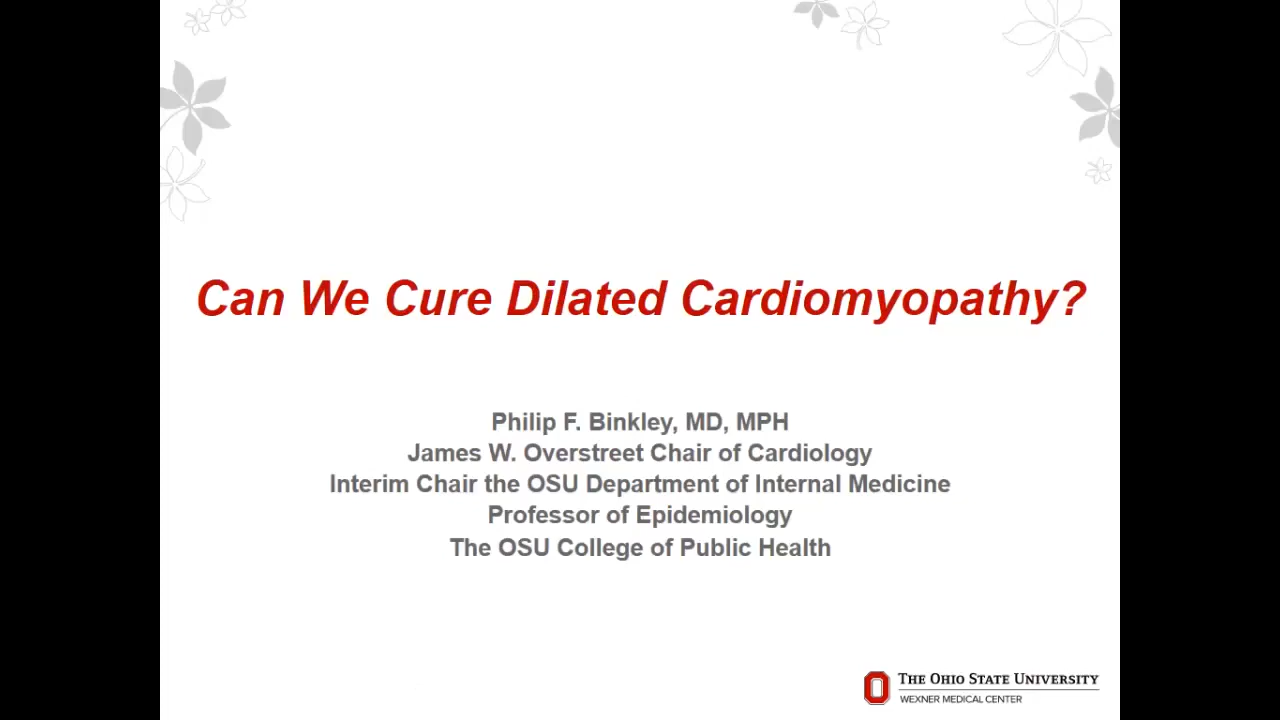 Can We Cure Dilated Cardiomyopathy?
Philip F. Binkley, MD, MPH
James W. Overstreet Chair of Cardiology
Interim Chair the OSU Department of Internal Medicine
Professor of Epidemiology
The OSU College of Public Health
THE OHIO STATE UNIVERSITY
WEXNER MEDICAL CENTER